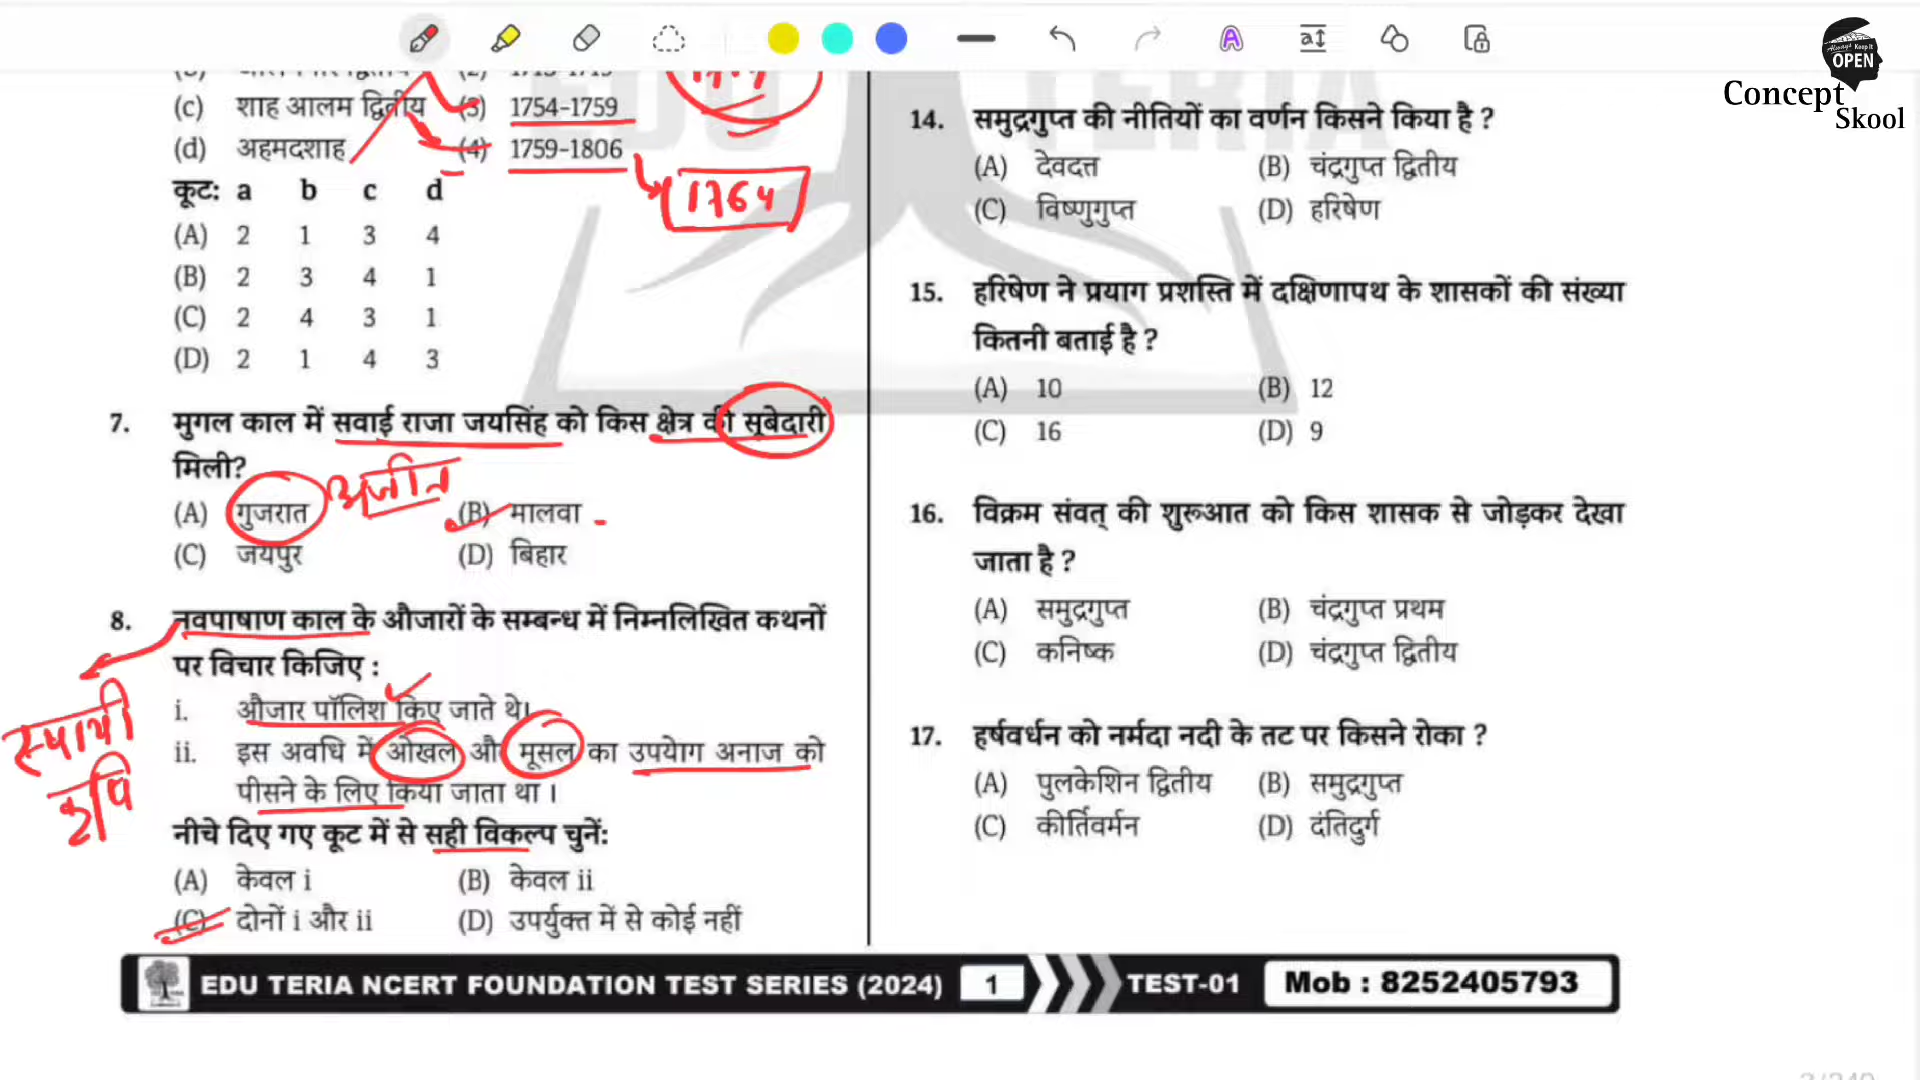 Always Keep It
OPEN
Concept
Skool
(c) शाह आलम द्वितीय (3) 1754-1759
(d) अहमदशाह (4) 1759-1806
1764
कूट: a b c d
(A) 2 1 3 4
(B) 2 3 4 1
(C) 2 4 3 1
(D) 2 1 4 3
7. मुगल काल में सवाई राजा जयसिंह को किस क्षेत्र की सूबेदारी
मिली?
अजीत
(A) गुजरात (B) मालवा
(C) जयपुर (D) बिहार
8. नवपाषाण काल के औजारों के सम्बन्ध में निम्नलिखित कथनों
पर विचार किजिए :
i. औजार पॉलिश किए जाते थे।
ii. इस अवधि में ओखल औ मूसल का उपयेाग अनाज को
पीसने के लिए किया जाता था ।
स्थायी
कृषि
नीचे दिए गए कूट में से सही विकल्प चुनें:
(A) केवल i (B) केवल ii
(C) दोनों i और ii (D) उपर्युक्त में से कोई नहीं
14. समुद्रगुप्त की नीतियों का वर्णन किसने किया है ?
(A) देवदत्त (B) चंद्रगुप्त द्वितीय
(C) विष्णुगुप्त (D) हरिषेण
15. हरिषेण ने प्रयाग प्रशस्ति में दक्षिणापथ के शासकों की संख्या
कितनी बताई है ?
(A) 10 (B) 12
(C) 16 (D) 9
16. विक्रम संवत् की शुरूआत को किस शासक से जोड़कर देखा
जाता है ?
(A) समुद्रगुप्त (B) चंद्रगुप्त प्रथम
(C) कनिष्क (D) चंद्रगुप्त द्वितीय
17. हर्षवर्धन को नर्मदा नदी के तट पर किसने रोका ?
(A) पुलकेशिन द्वितीय (B) समुद्रगुप्त
(C) कीर्तिवर्मन (D) दंतिदुर्ग
EDU TERIA NCERT FOUNDATION TEST SERIES (2024) 1 TEST-01 Mob : 8252405793